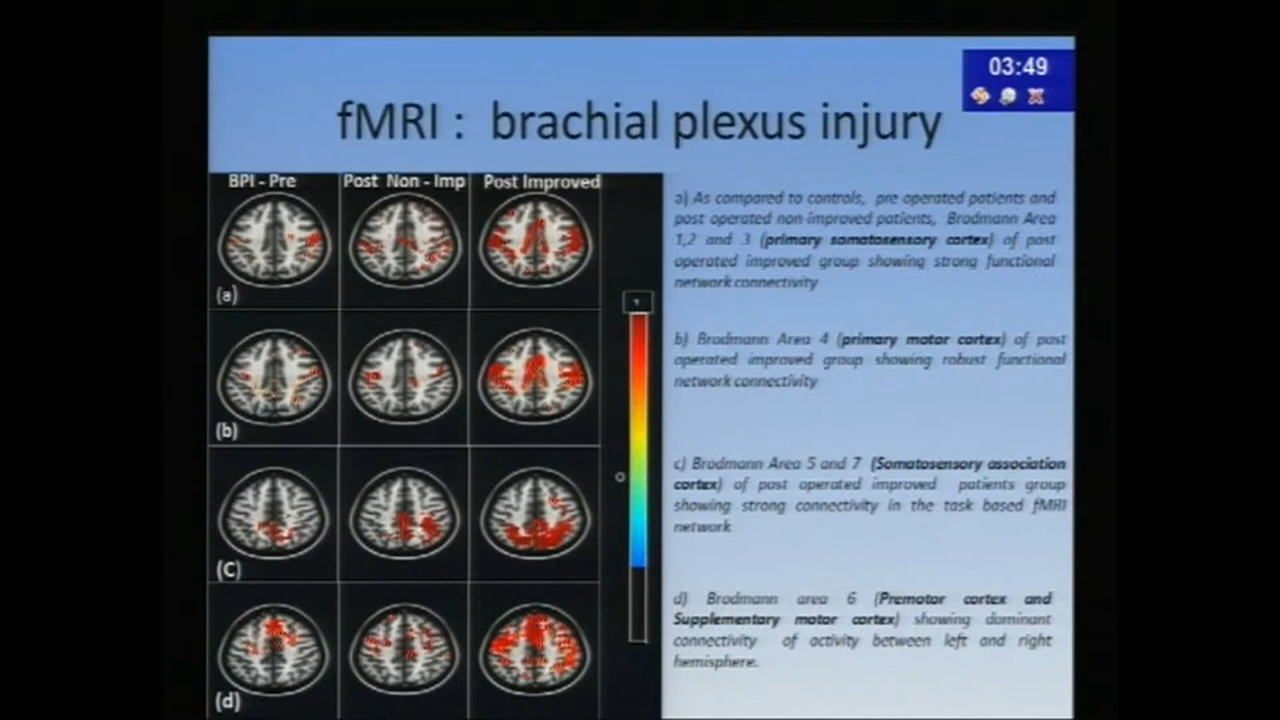 03:49
fMRI : brachial plexus injury
BPI - Pre
Post Non - Imp
Post Improved
(a)
(b)
(C)
(d)
0
a) As compared to controls, pre operated patients and
post operated non-improved patients, Brodmann Area
1,2 and 3 (primary somatosensory cortex) of post
operated improved group showing strong functional
network connectivity
b) Brodmann Area 4 (primary motor cortex) of post
operated improved group showing robust functional
network connectivity
c) Brodmann Area 5 and 7 (Somatosensory association
cortex) of post operated improved patients group
showing strong connectivity in the task based fMRI
network
d) Brodmann area 6 (Premotor cortex and
Supplementary motor cortex) showing dominant
connectivity of activity between left and right
hemisphere.